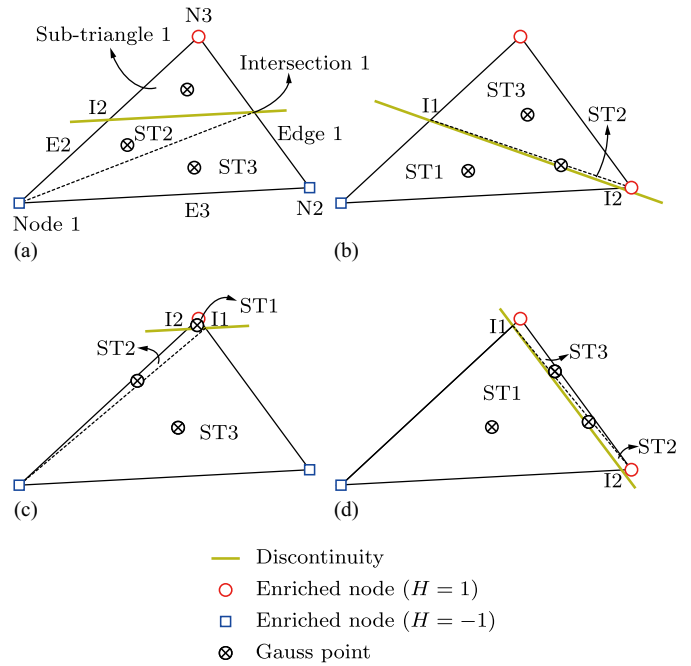 N3
Sub-triangle 1
Intersection 1
I2
ST2
Edge 1
E2
ST3
E3
N2
Node 1
(a)
I1
ST3
ST2
ST1
I2
(b)
ST1
I2
I1
ST2
ST3
(c)
I1
ST3
ST1
ST2
I2
(d)
Discontinuity
Enriched node (H = 1)
Enriched node (H = −1)
Gauss point